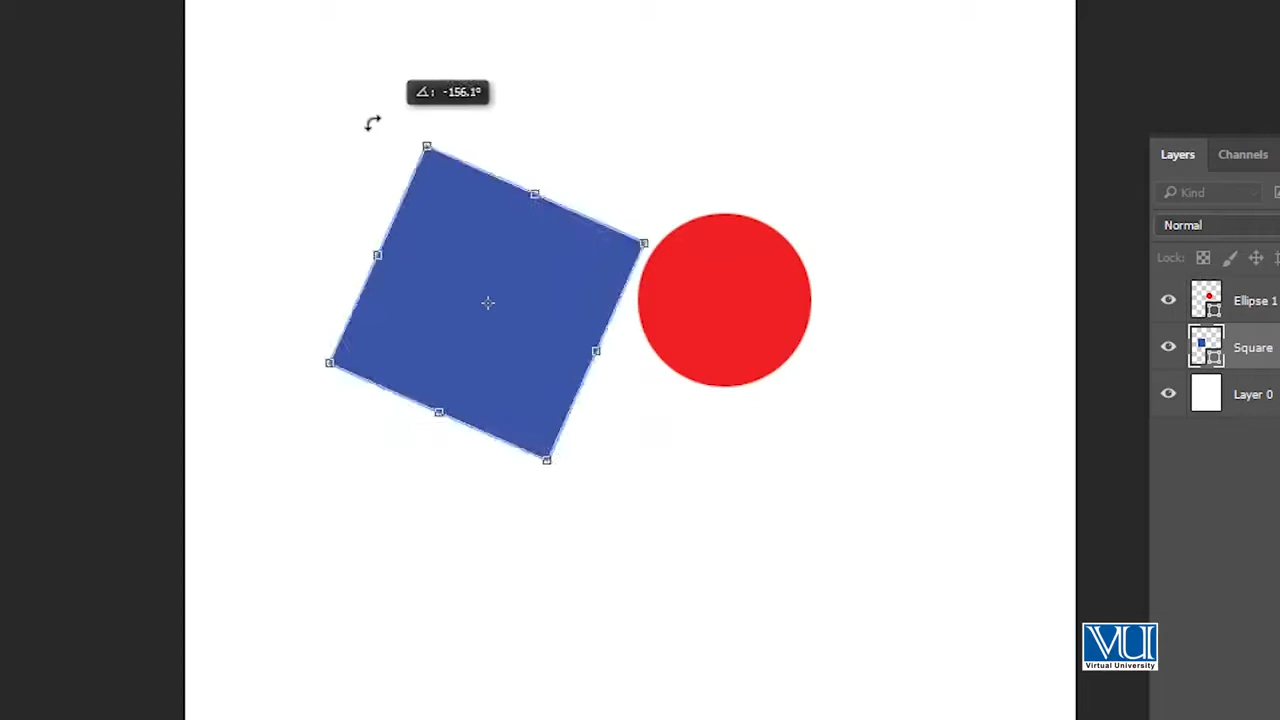 ⊿: -156.1°
Layers
Channels
Kind
Normal
Lock:
Ellipse 1
Square
Layer 0
VU
Virtual University